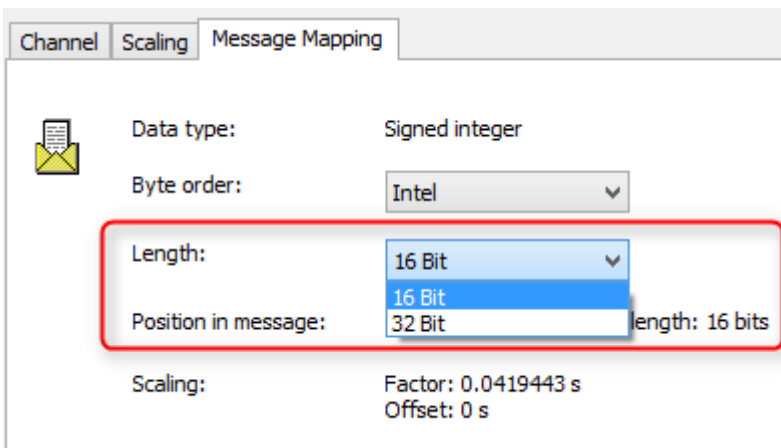 Channel Scaling Message Mapping
Data type: Signed integer
Byte order: Intel
Length: 16 Bit
16 Bit
Position in message: 32 Bit length: 16 bits
Scaling: Factor: 0.0419443 s
Offset: 0 s